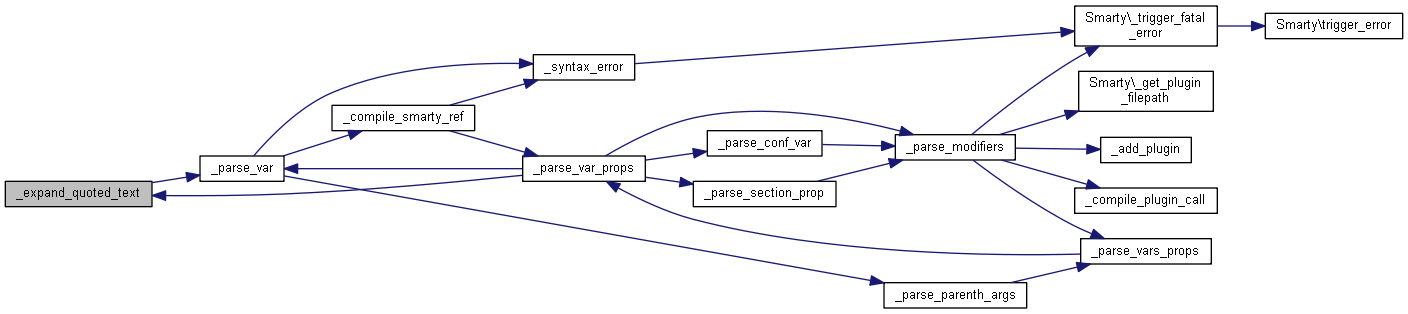 _expand_quoted_text
_parse_var
_compile_smarty_ref
_syntax_error
_parse_var_props
_parse_conf_var
_parse_section_prop
_parse_modifiers
_parse_parenth_args
Smarty\_trigger_fatal
_error
Smarty\_get_plugin
_filepath
_add_plugin
_compile_plugin_call
_parse_vars_props
Smarty\trigger_error